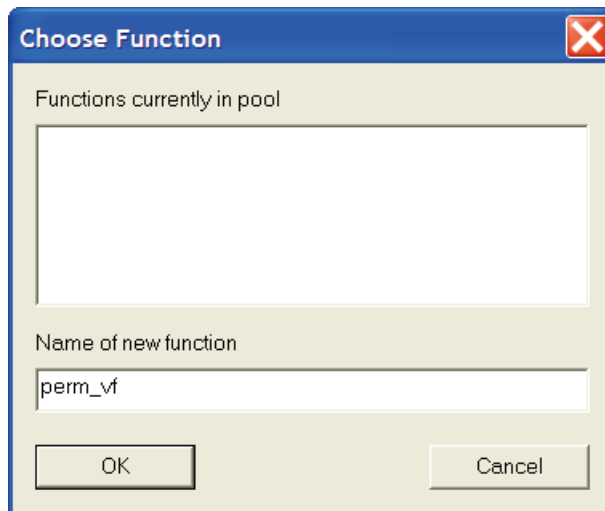 Choose Function
Functions currently in pool
Name of new function
perm_vf
OK
Cancel